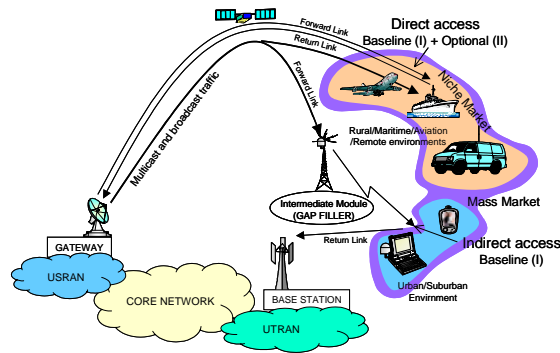 Direct access
Baseline (I) + Optional (II)
Forward Link
Return Link
Forward Link
Multicast and broadcast traffic
Niche Market
Rural/Maritime/Aviation
/Remote environments
Mass Market
Intermediate Module
(GAP FILLER)
Indirect access
Baseline (I)
Return Link
Urban/Suburban
Envirnment
GATEWAY
USRAN
CORE NETWORK
BASE STATION
UTRAN